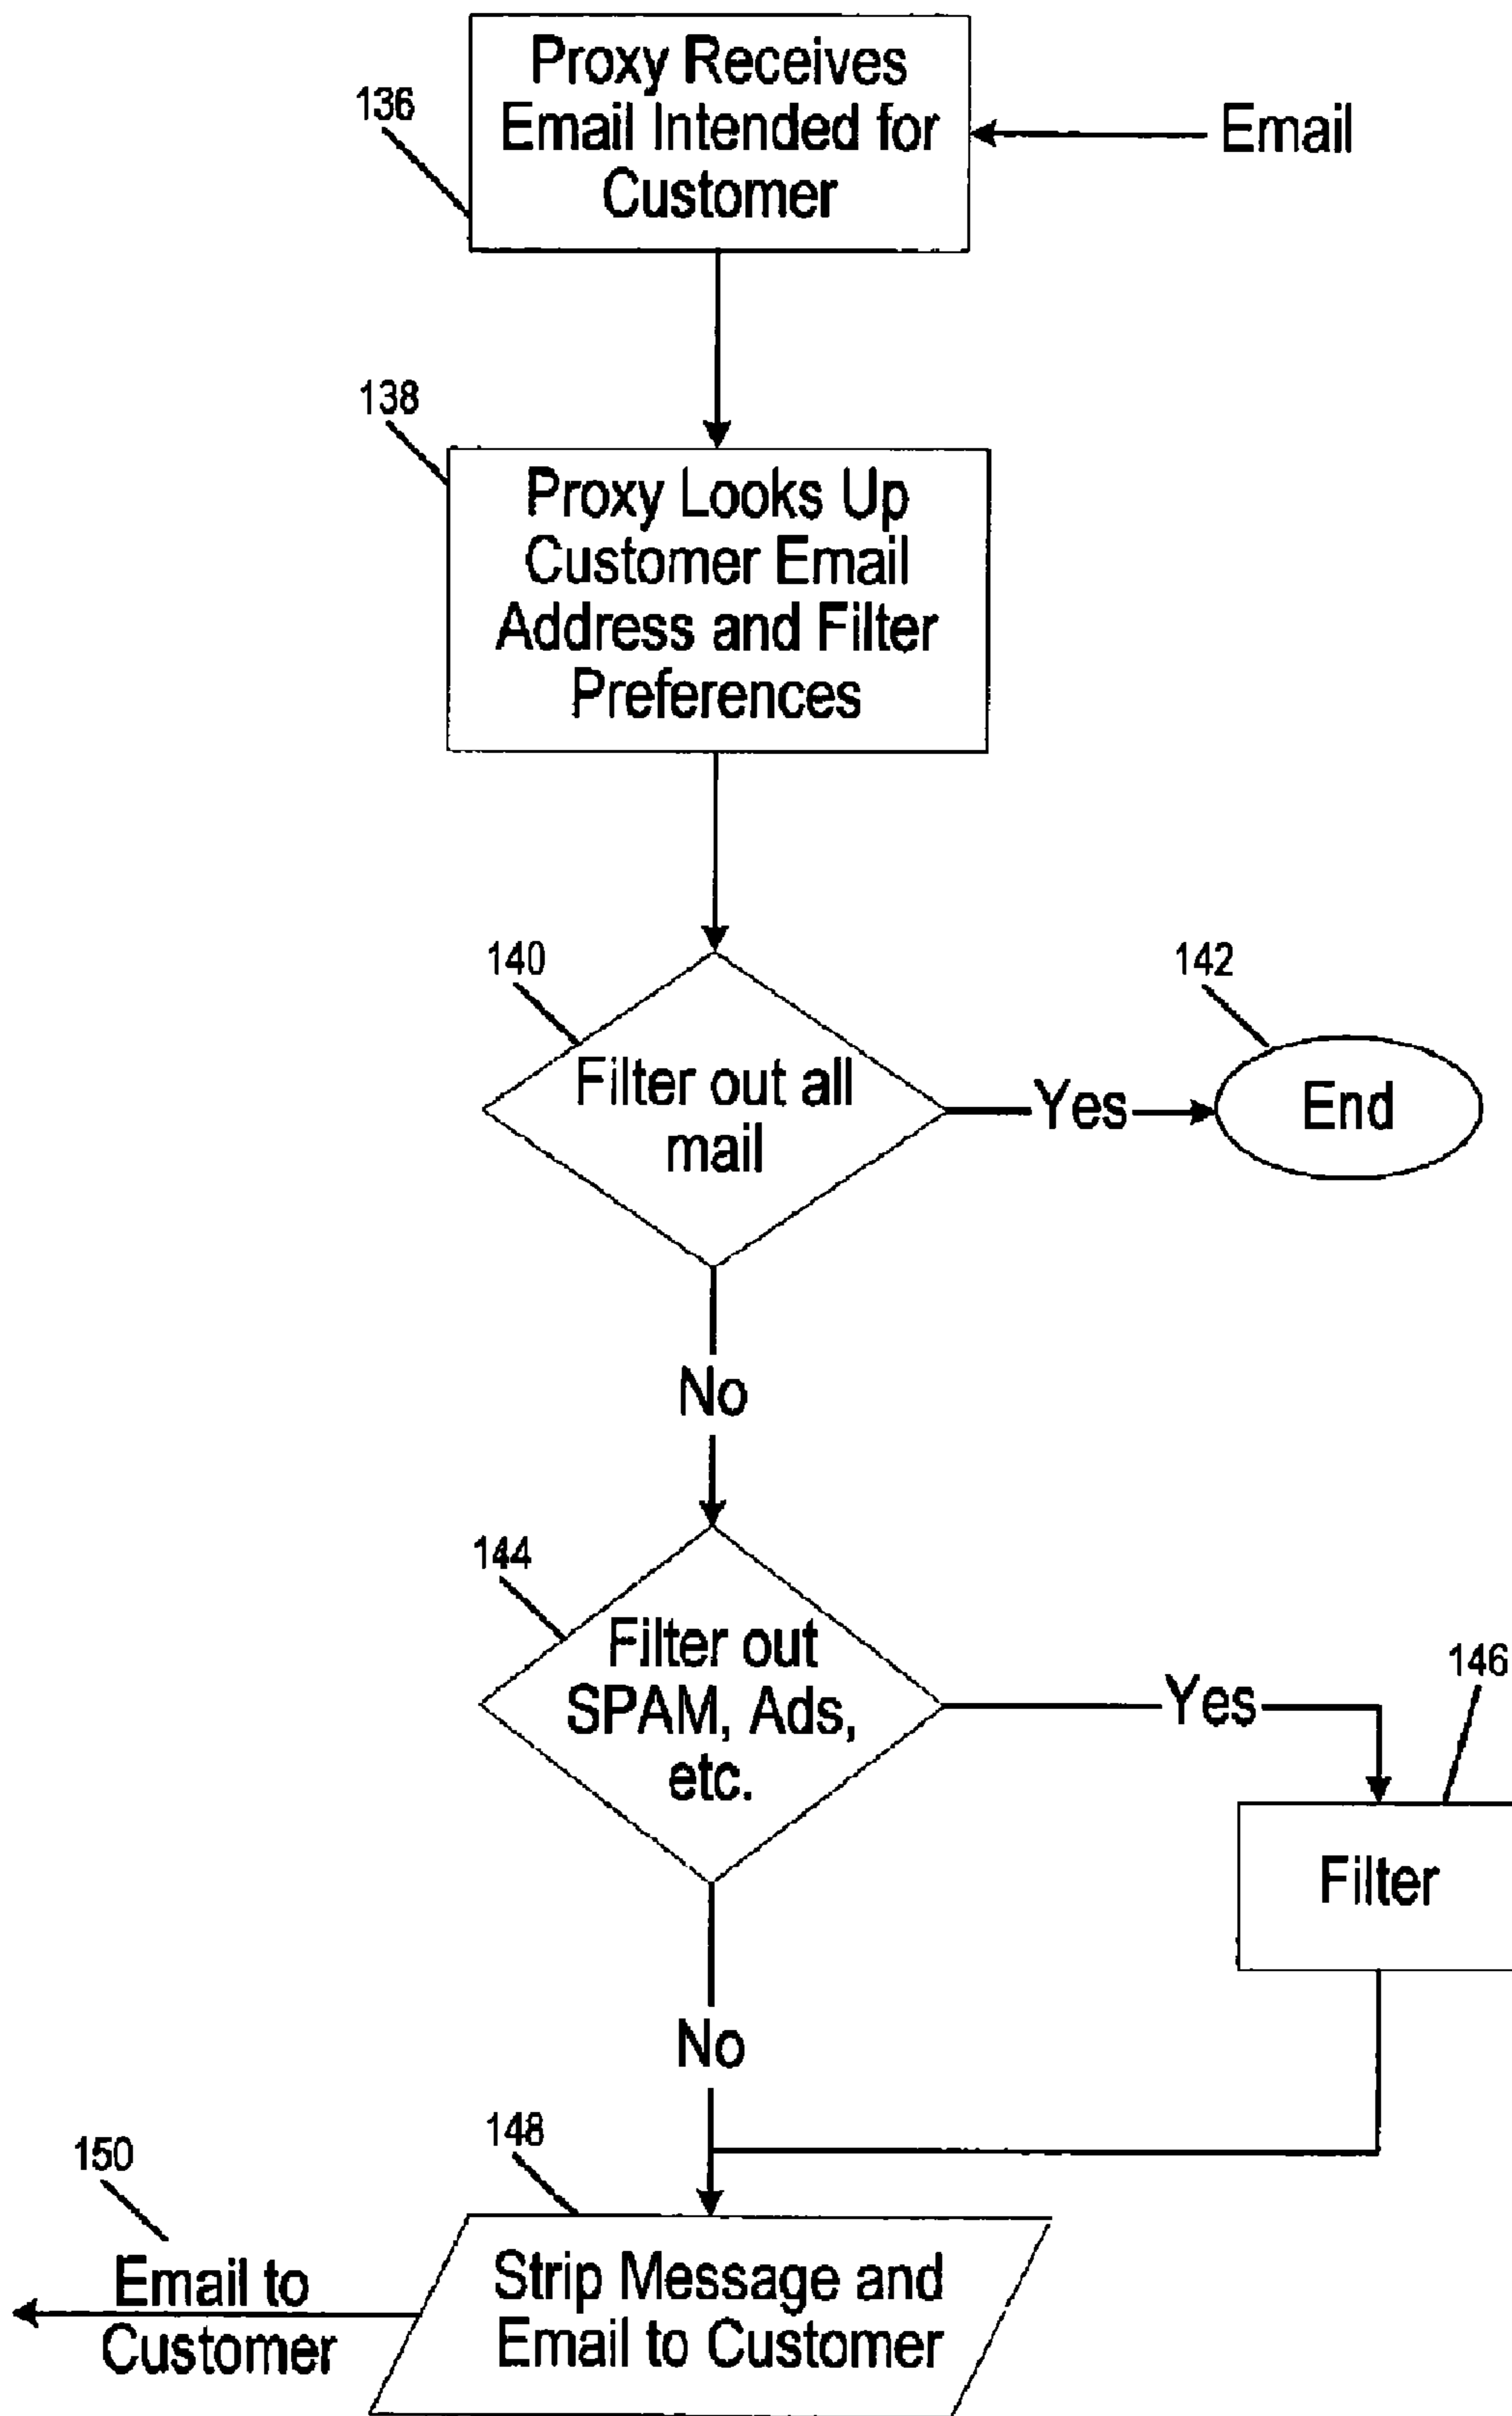 Proxy Receives
Email Intended for
Customer
136
Email
138
Proxy Looks Up
Customer Email
Address and Filter
Preferences
140
Filter out all
mail
Yes
142
End
No
144
Filter out
SPAM, Ads,
etc.
Yes
146
Filter
No
148
150
Email to
Customer
Strip Message and
Email to Customer